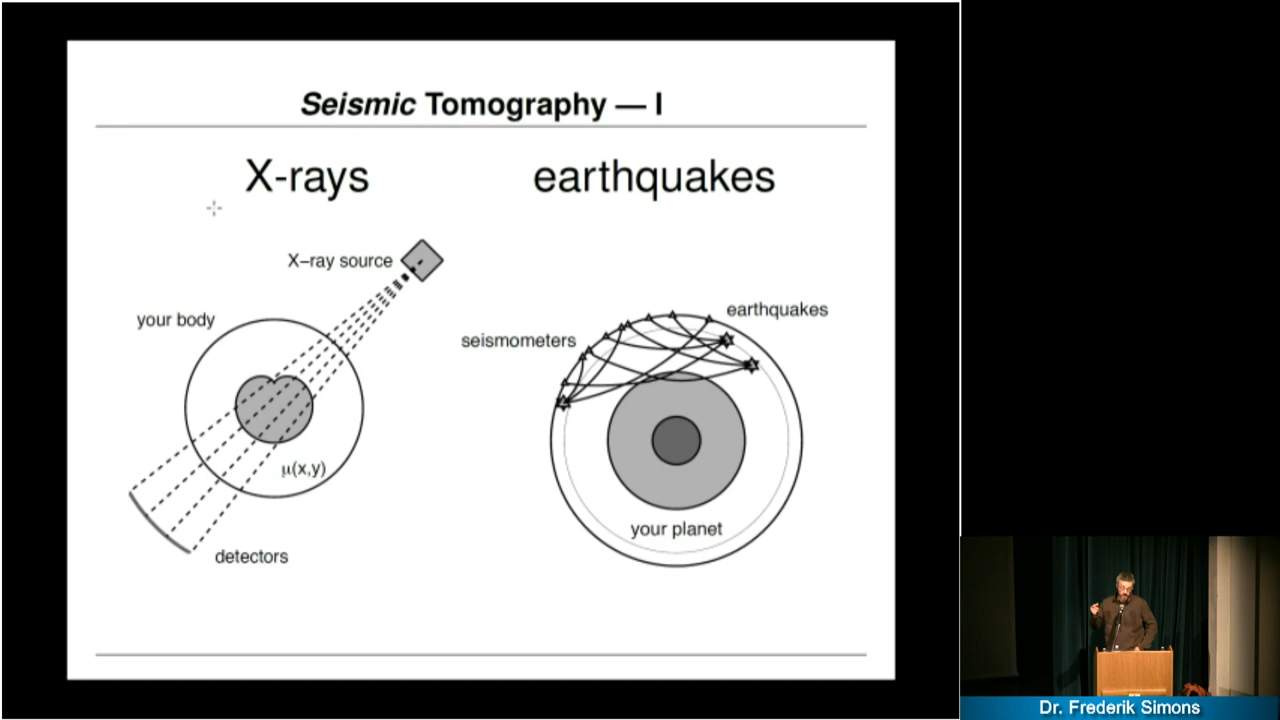 Seismic Tomography — I
X-rays
earthquakes
X–ray source
your body
μ(x,y)
detectors
earthquakes
seismometers
your planet
Dr. Frederik Simons